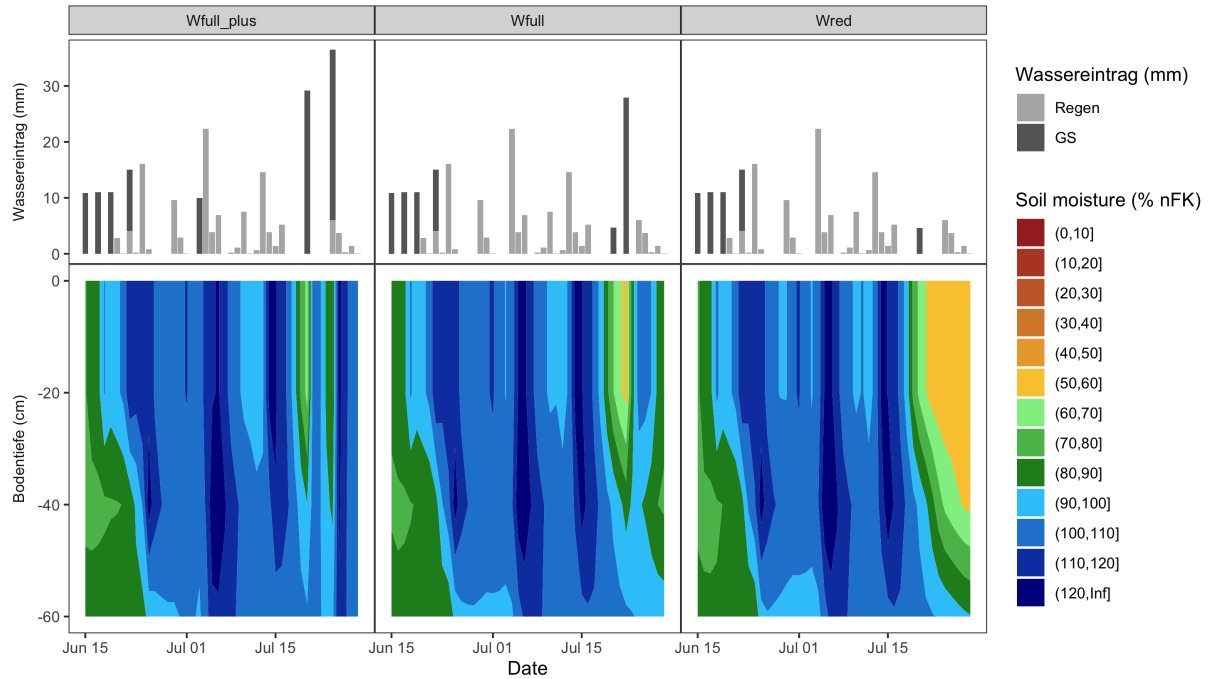 Wfull_plus
Wfull
Wred
Wassereintrag (mm)
30
20
10
0
Bodentiefe (cm)
0
-20
-40
-60
Jun 15
Jul 01
Jul 15
Jun 15
Jul 01
Jul 15
Jun 15
Jul 01
Jul 15
Date
Wassereintrag (mm)
Regen
GS
Soil moisture (% nFK)
(0,10]
(10,20]
(20,30]
(30,40]
(40,50]
(50,60]
(60,70]
(70,80]
(80,90]
(90,100]
(100,110]
(110,120]
(120,Inf]